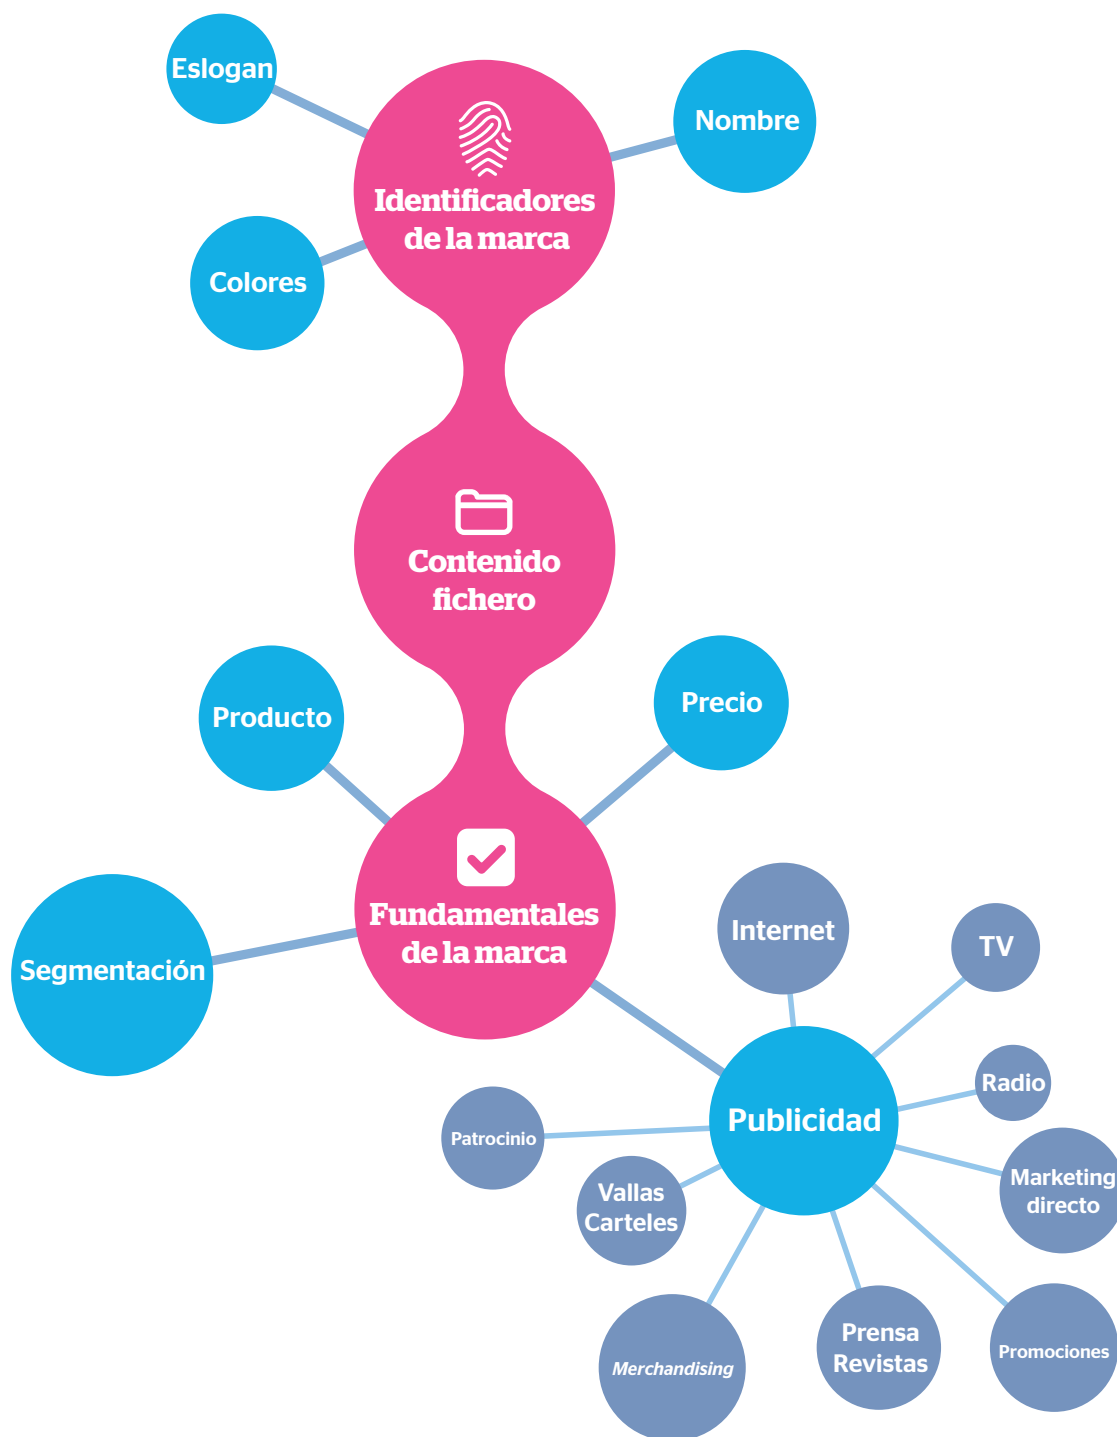 Eslogan
Nombre
Identificadores
de la marca
Colores
Contenido
fichero
Producto
Precio
Fundamentales
de la marca
Segmentación
Internet
TV
Radio
Publicidad
Patrocinio
Marketing
directo
Vallas
Carteles
Prensa
Revistas
Promociones
Merchandising